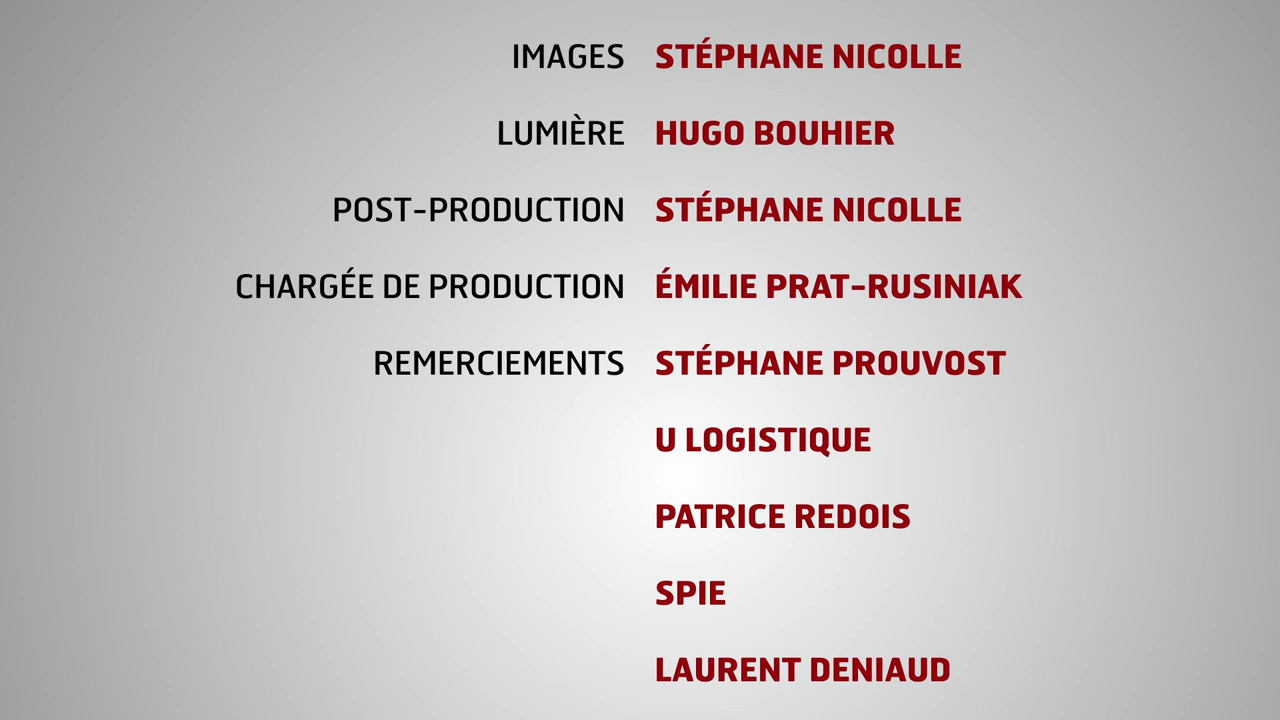 IMAGES STÉPHANE NICOLLE
LUMIÈRE HUGO BOUHIER
POST-PRODUCTION STÉPHANE NICOLLE
CHARGÉE DE PRODUCTION ÉMILIE PRAT-RUSINIAK
REMERCIEMENTS STÉPHANE PROUVOST
U LOGISTIQUE
PATRICE REDOIS
SPIE
LAURENT DENIAUD